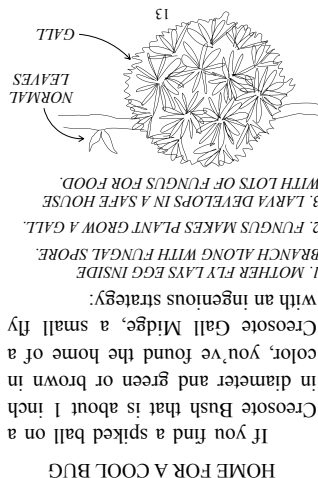 HOME FOR A COOL BUG
If you find a spiked ball on a
Creosote Bush that is about 1 inch
in diameter and green or brown in
color, you've found the home of a
Creosote Gall Midge, a small fly
with an ingenious strategy:
1. MOTHER FLY LAYS EGG INSIDE
BRANCH ALONG WITH FUNGAL SPORE.
2. FUNGUS MAKES PLANT GROW A GALL.
3. LARVA DEVELOPS IN A SAFE HOUSE
WITH LOTS OF FUNGUS FOR FOOD.
NORMAL
LEAVES
GALL
13